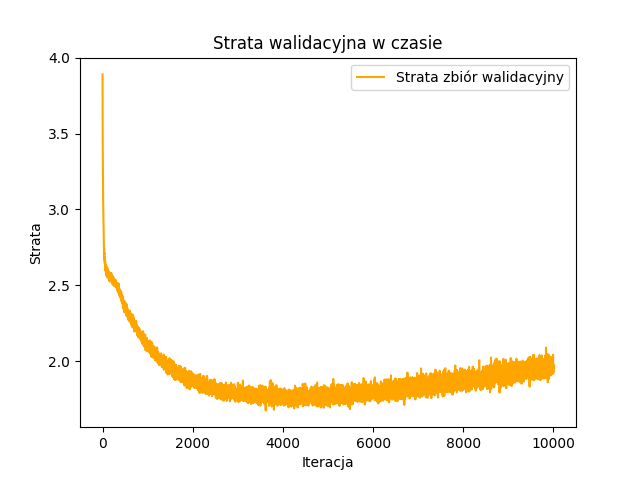 Strata walidacyjna w czasie
Strata zbiór walidacyjny
4.0
3.5
3.0
2.5
2.0
Strata
0 2000 4000 6000 8000 10000
Iteracja